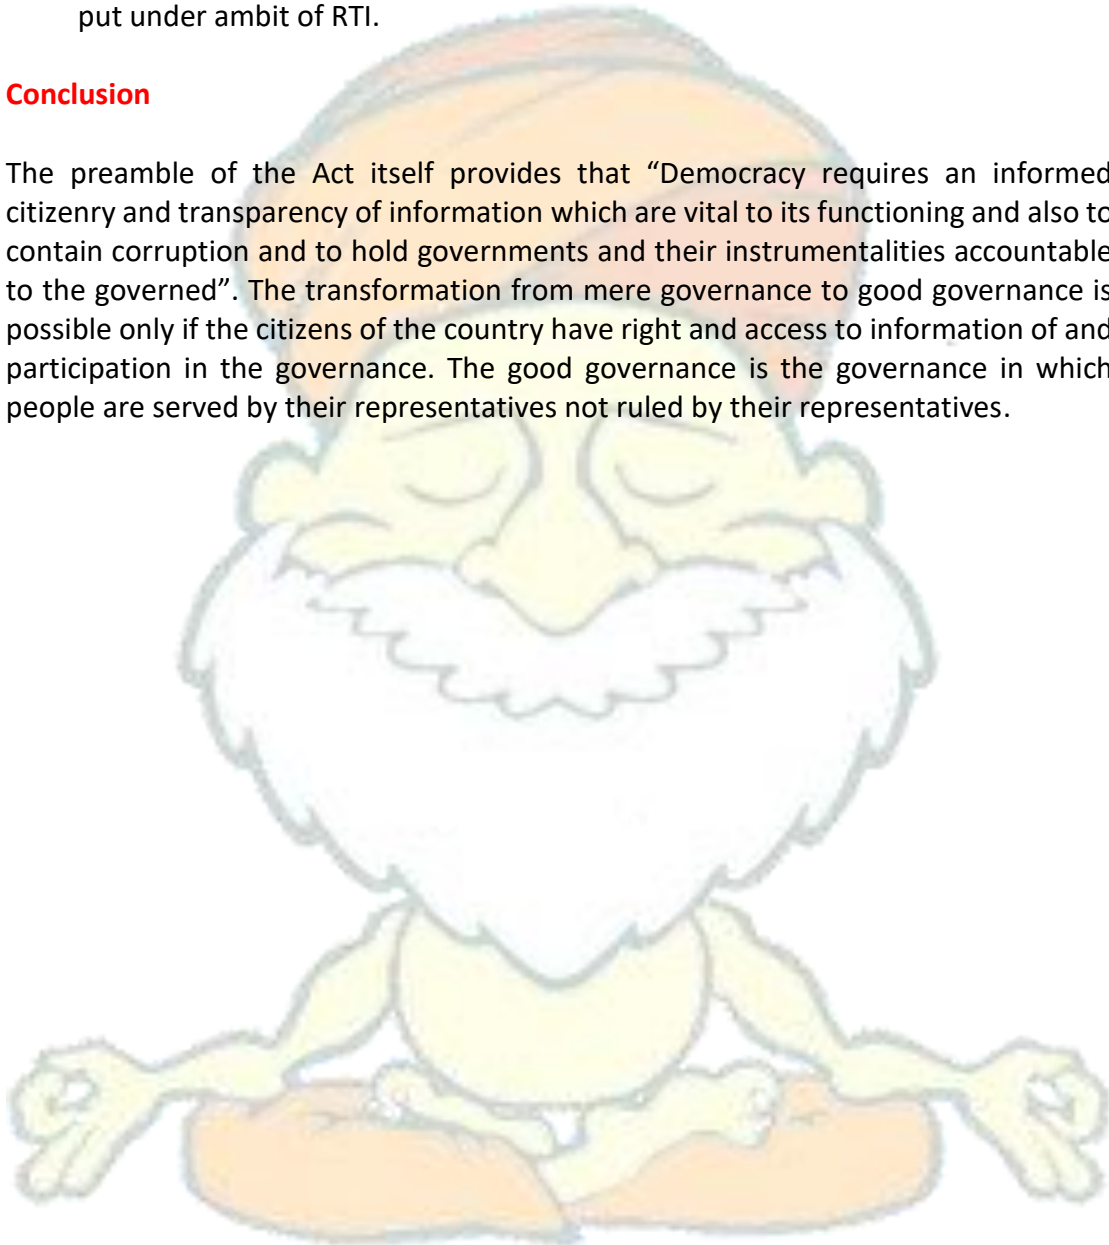 put under ambit of RTI.
Conclusion
The preamble of the Act itself provides that “Democracy requires an informed
citizenry and transparency of information which are vital to its functioning and also to
contain corruption and to hold governments and their instrumentalities accountable
to the governed”. The transformation from mere governance to good governance is
possible only if the citizens of the country have right and access to information of and
participation in the governance. The good governance is the governance in which
people are served by their representatives not ruled by their representatives.